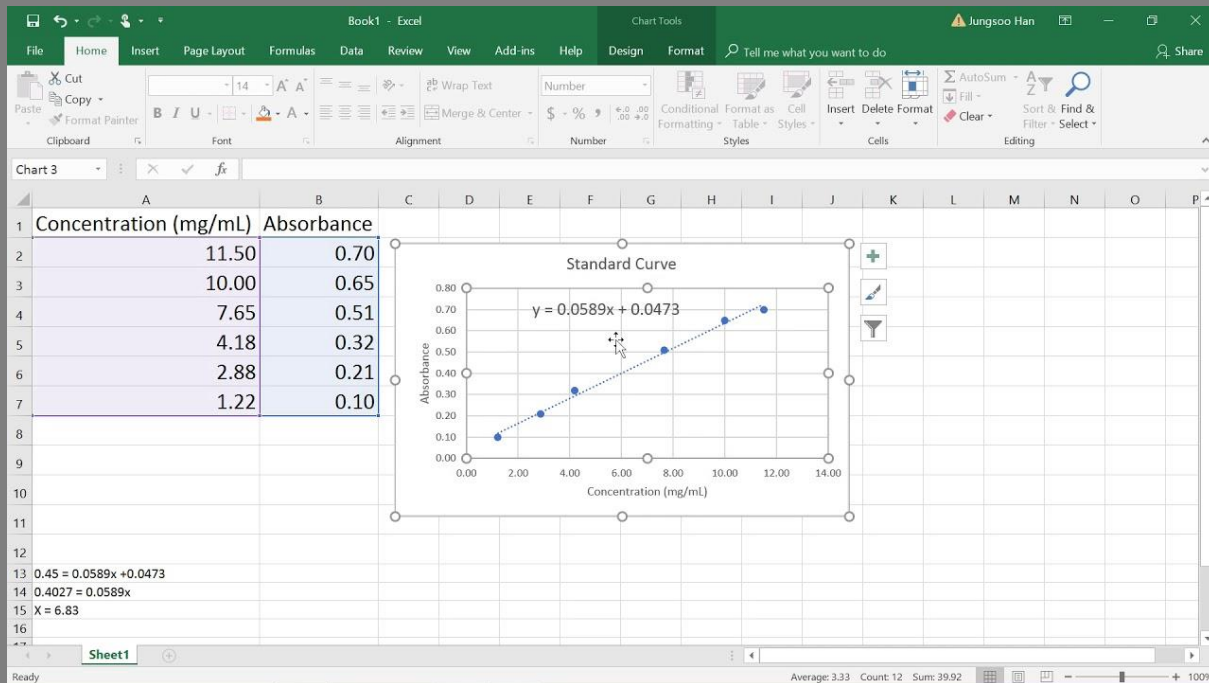 Book1 - Excel
Chart Tools
Jungsoo Han
File Home Insert Page Layout Formulas Data Review View Add-ins Help Design Format Tell me what you want to do Share
Paste
Cut
Copy
Format Painter
Clipboard
14
A A
B I U A
Font
Wrap Text
Merge & Center
Alignment
Number
$ % ,
Number
Conditional Formatting
Format as Table
Cell Styles
Styles
Insert Delete Format
Cells
AutoSum
Fill
Clear
Sort & Filter
Find & Select
Editing
Chart 3 fx
A B C D E F G H I J K L M N O P
1 Concentration (mg/mL) Absorbance
2 11.50 0.70
3 10.00 0.65
4 7.65 0.51
5 4.18 0.32
6 2.88 0.21
7 1.22 0.10
8
9
10
11
12
13 0.45 = 0.0589x +0.0473
14 0.4027 = 0.0589x
15 X = 6.83
16
Standard Curve
y = 0.0589x + 0.0473
Absorbance
0.80
0.70
0.60
0.50
0.40
0.30
0.20
0.10
0.00
0.00 2.00 4.00 6.00 8.00 10.00 12.00 14.00
Concentration (mg/mL)
Sheet1
Ready Average: 3.33 Count: 12 Sum: 39.92 100%